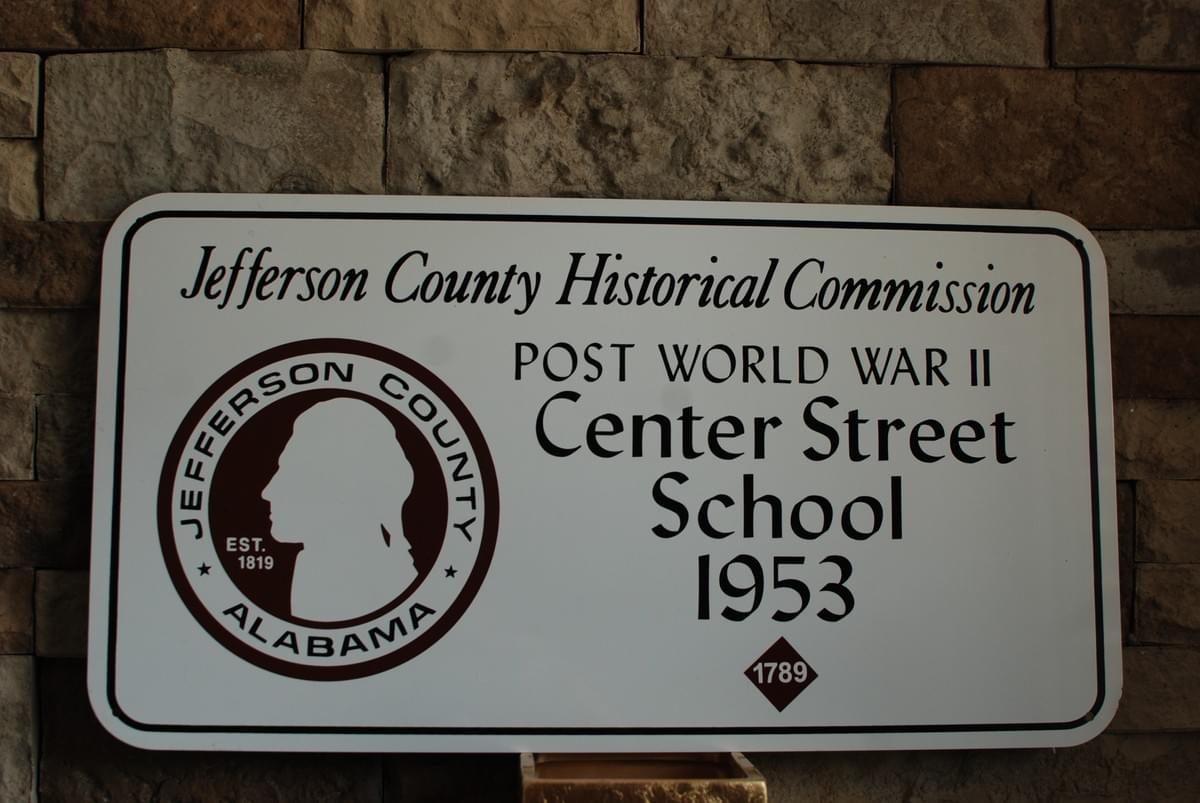 Jefferson County Historical Commission
JEFFERSON COUNTY
EST.
1819
★ ALABAMA ★
POST WORLD WAR II
Center Street
School
1953
1789